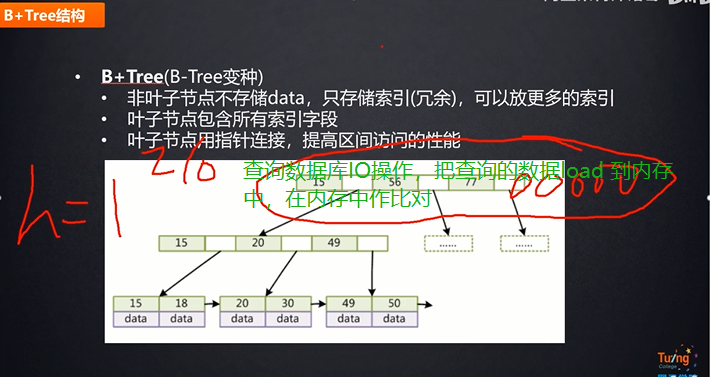 B+Tree结构
B+Tree(B-Tree变种)
非叶子节点不存储data，只存储索引(冗余)，可以放更多的索引
叶子节点包含所有索引字段
叶子节点用指针连接，提高区间访问的性能
查询数据库IO操作，把查询的数据load 到内存
中，在内存中作比对
h=1
15 56 77
15 20 49
...... ......
15 18 20 30 49 50
data data data data data data
Tuing
College